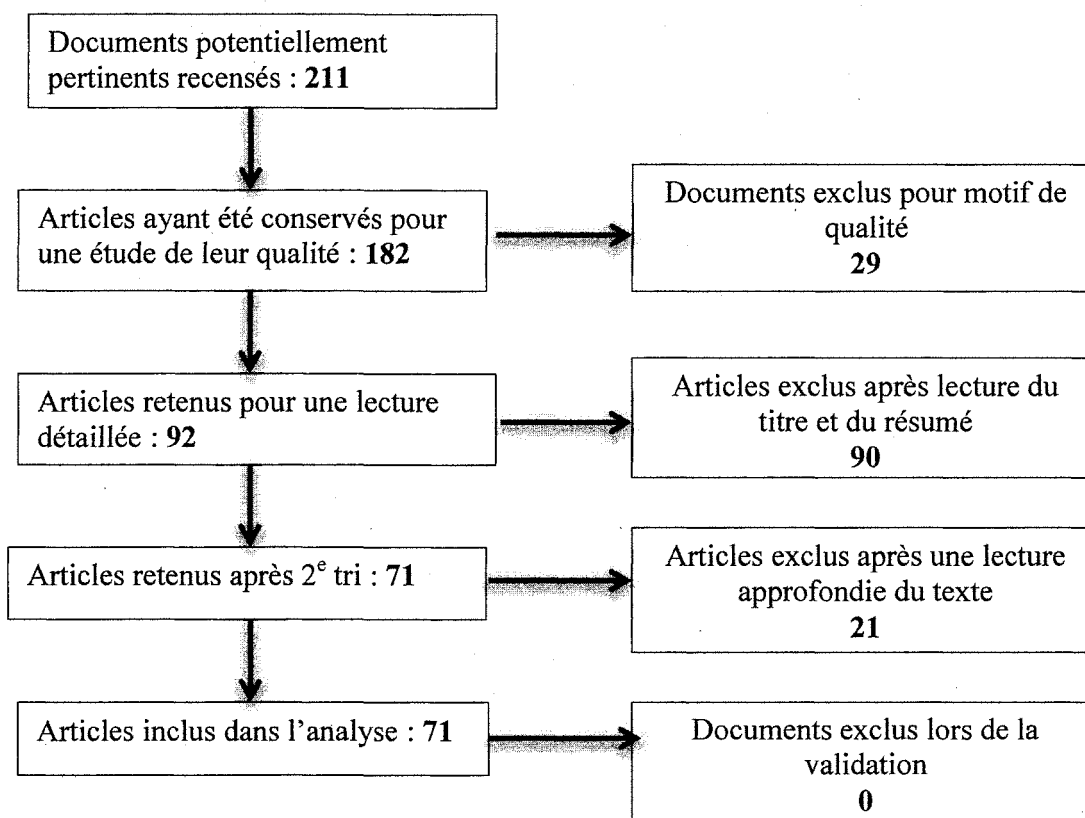 Documents potentiellement
pertinents recensés : 211
Articles ayant été conservés pour
une étude de leur qualité : 182
Documents exclus pour motif de
qualité
29
Articles retenus pour une lecture
détaillée : 92
Articles exclus après lecture du
titre et du résumé
90
Articles retenus après 2e tri : 71
Articles exclus après une lecture
approfondie du texte
21
Articles inclus dans l'analyse : 71
Documents exclus lors de la
validation
0